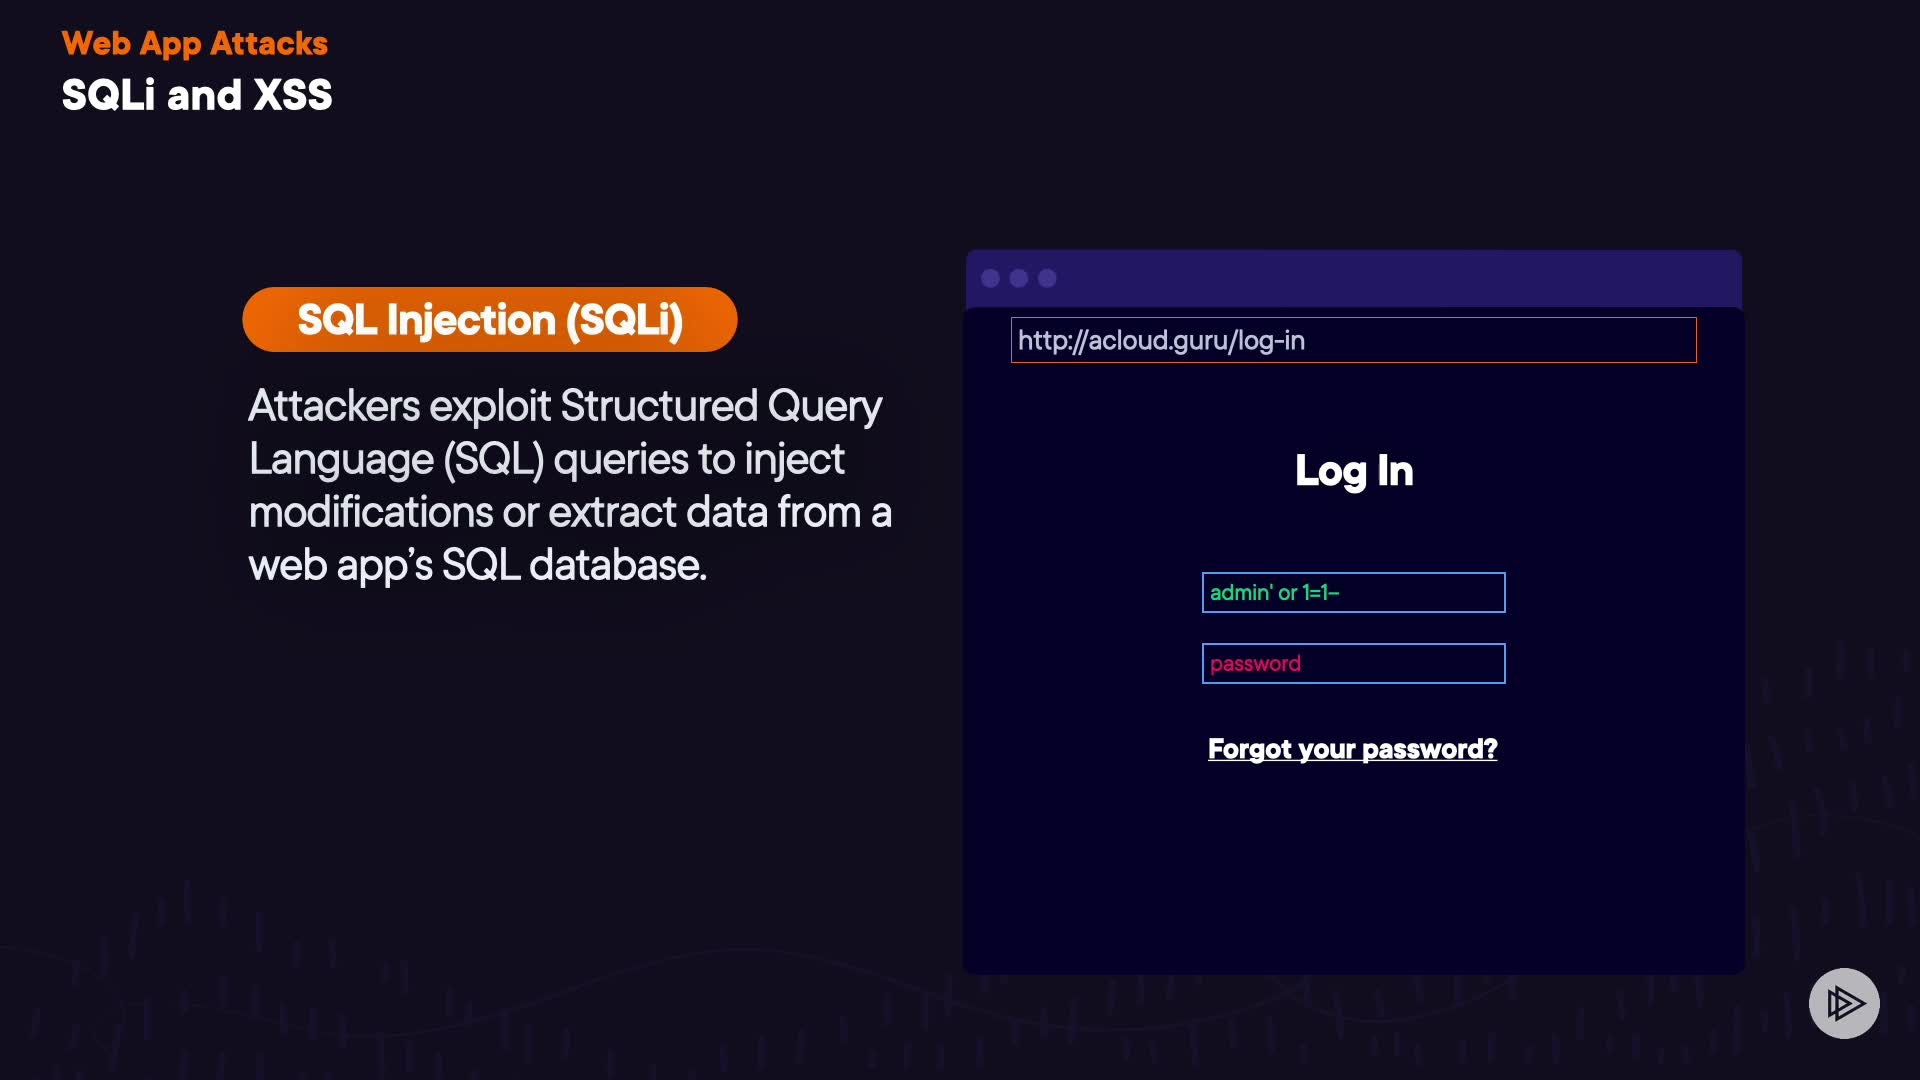 Web App Attacks
SQLi and XSS
SQL Injection (SQLi)
Attackers exploit Structured Query
Language (SQL) queries to inject
modifications or extract data from a
web app’s SQL database.
http://acloud.guru/log-in
Log In
admin' or 1=1–
password
Forgot your password?